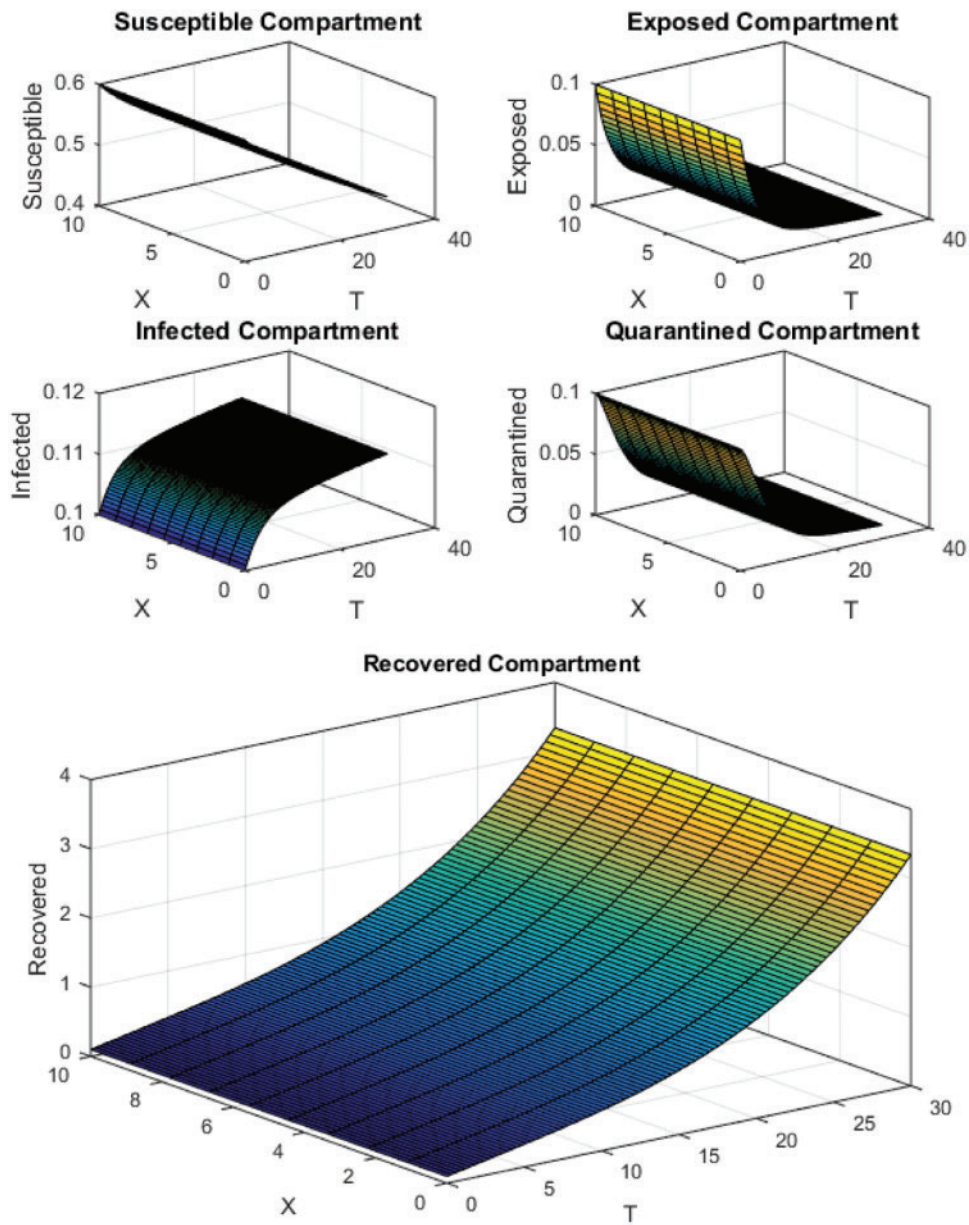 Susceptible Compartment
Susceptible
0.6
0.5
0.4
10
5
0
X
0
20
40
T
Exposed Compartment
Exposed
0.1
0.05
0
10
5
0
X
0
20
40
T
Infected Compartment
Infected
0.12
0.11
0.1
10
5
0
X
0
20
40
T
Quarantined Compartment
Quarantined
0.1
0.05
0
10
5
0
X
0
20
40
T
Recovered Compartment
Recovered
4
3
2
1
0
10
8
6
4
2
0
X
0
5
10
15
20
25
30
T